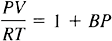 PV/RT = 1 + BP